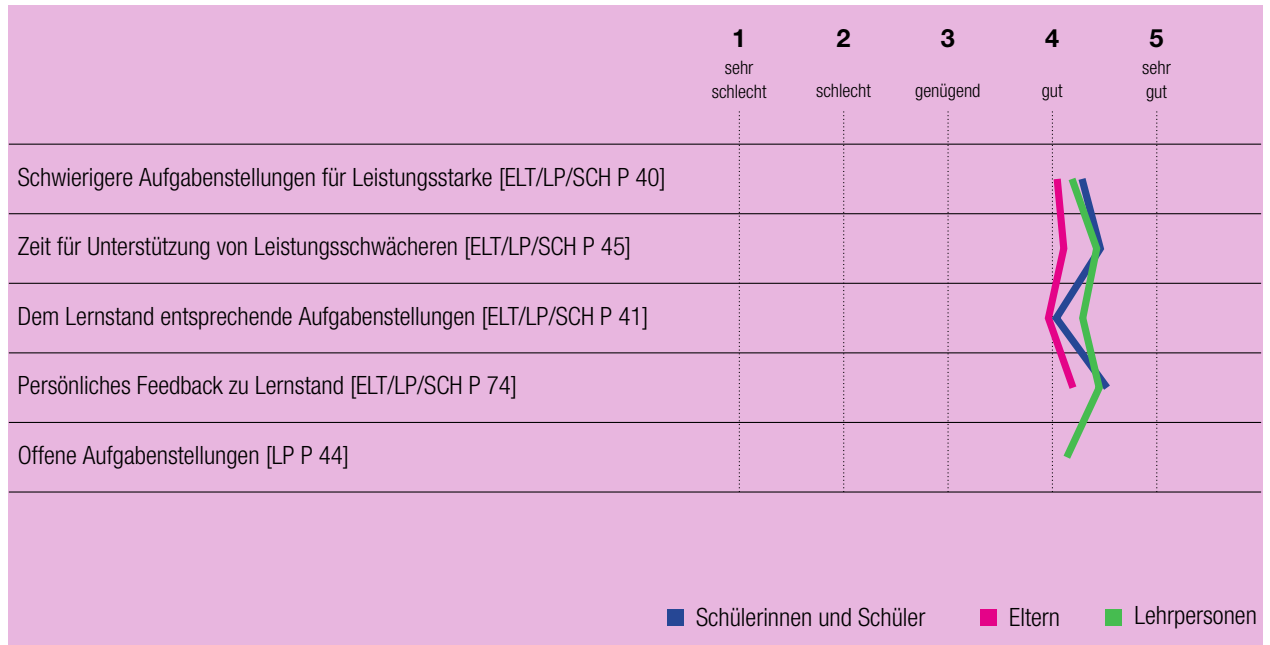 1 2 3 4 5
sehr schlecht schlecht genügend gut sehr gut
Schwierigere Aufgabenstellungen für Leistungsstarke [ELT/LP/SCH P 40]
Zeit für Unterstützung von Leistungsschwächeren [ELT/LP/SCH P 45]
Dem Lernstand entsprechende Aufgabenstellungen [ELT/LP/SCH P 41]
Persönliches Feedback zu Lernstand [ELT/LP/SCH P 74]
Offene Aufgabenstellungen [LP P 44]
Schülerinnen und Schüler Eltern Lehrpersonen